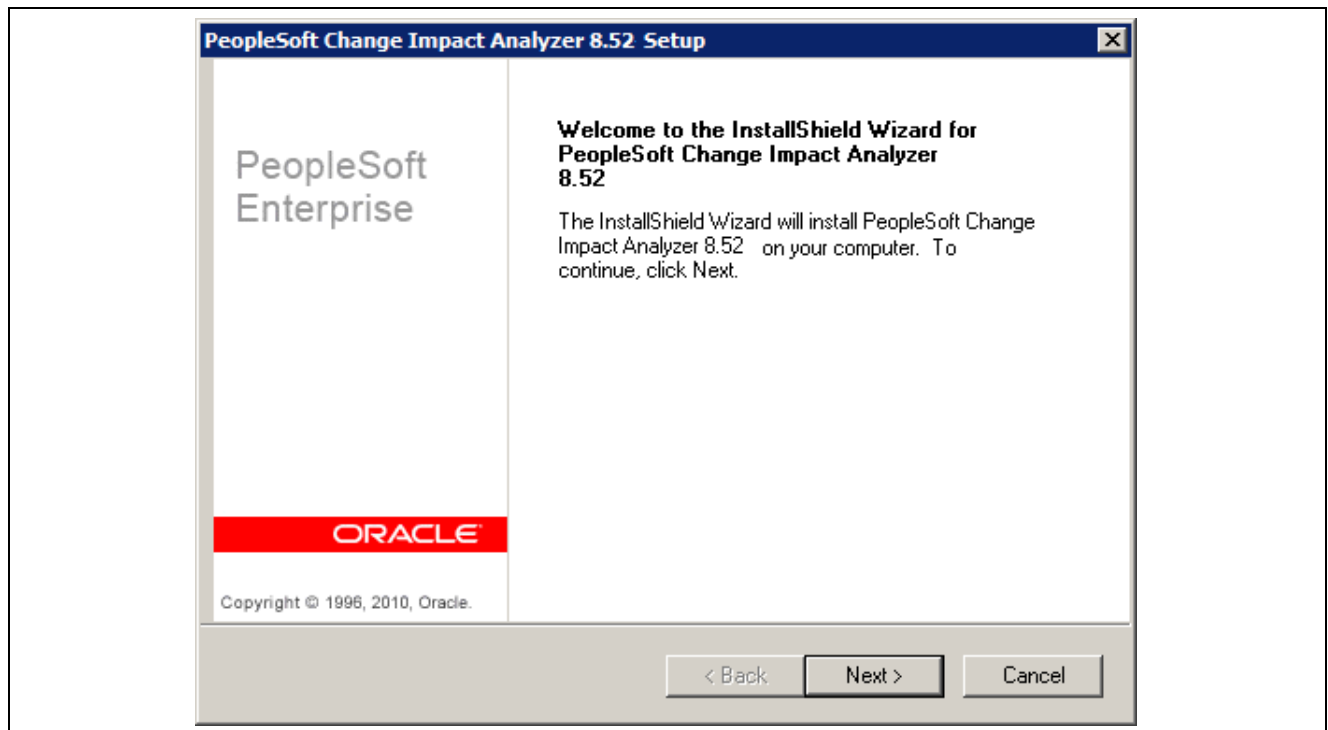 PeopleSoft Change Impact Analyzer 8.52 Setup
PeopleSoft
Enterprise
Welcome to the InstallShield Wizard for
PeopleSoft Change Impact Analyzer
8.52
The InstallShield Wizard will install PeopleSoft Change
Impact Analyzer 8.52 on your computer. To
continue, click Next.
ORACLE
Copyright © 1996, 2010, Oracle.
< Back
Next >
Cancel